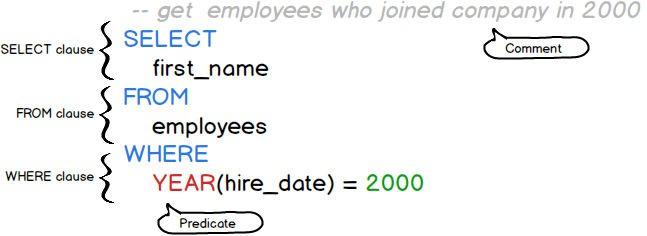 -- get employees who joined company in 2000
SELECT clause
SELECT
Comment
first_name
FROM clause
FROM
employees
WHERE clause
WHERE
YEAR(hire_date) = 2000
Predicate